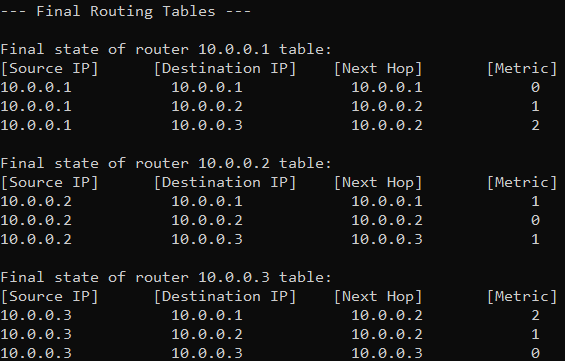 --- Final Routing Tables ---
Final state of router 10.0.0.1 table:
[Source IP] [Destination IP] [Next Hop] [Metric]
10.0.0.1 10.0.0.1 10.0.0.1 0
10.0.0.1 10.0.0.2 10.0.0.2 1
10.0.0.1 10.0.0.3 10.0.0.2 2
Final state of router 10.0.0.2 table:
[Source IP] [Destination IP] [Next Hop] [Metric]
10.0.0.2 10.0.0.1 10.0.0.1 1
10.0.0.2 10.0.0.2 10.0.0.2 0
10.0.0.2 10.0.0.3 10.0.0.3 1
Final state of router 10.0.0.3 table:
[Source IP] [Destination IP] [Next Hop] [Metric]
10.0.0.3 10.0.0.1 10.0.0.2 2
10.0.0.3 10.0.0.2 10.0.0.2 1
10.0.0.3 10.0.0.3 10.0.0.3 0